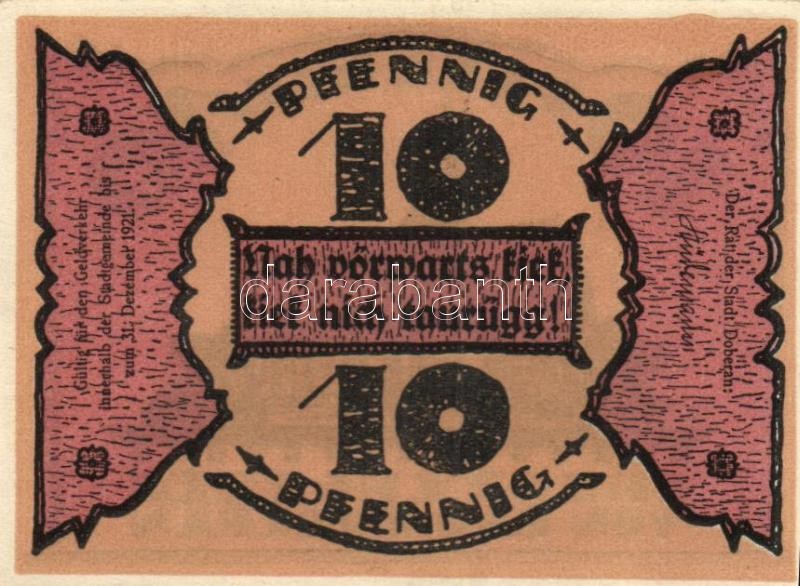 PFENNIG
10
Nah vörwarts kiek,
darabanth
10
PFENNIG
Gültig für den Geldverkehr
innerhalb der Stadtgemeinde bis
zum 31. Dezember 1921.
Der Rat der Stadt Doberan: